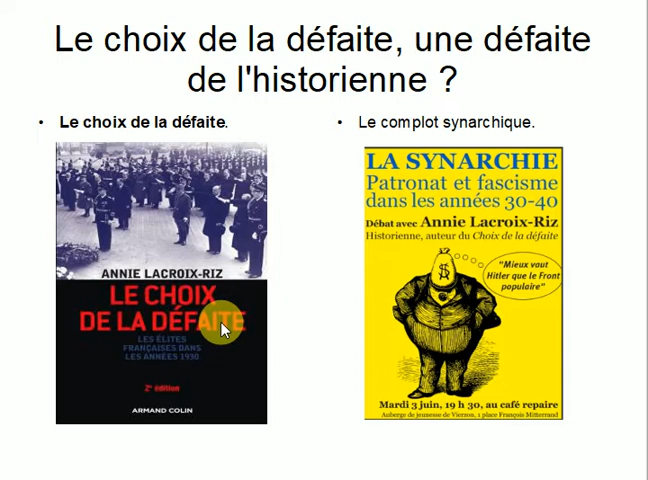 Le choix de la défaite, une défaite
de l'historienne ?
• Le choix de la défaite.
• Le complot synarchique.
ANNIE LACROIX-RIZ
LE CHOIX
DE LA DÉFAITE
LES ÉLITES
FRANÇAISES DANS
LES ANNÉES 1930
2e édition
ARMAND COLIN
LA SYNARCHIE
Patronat et fascisme
dans les années 30-40
Débat avec Annie Lacroix-Riz
Historienne, auteur du Choix de la défaite
$
"Mieux vaut
Hitler que le Front
populaire"
Mardi 3 juin, 19 h 30, au café repaire
Auberge de jeunesse de Vierzon, 1 place François Mitterrand